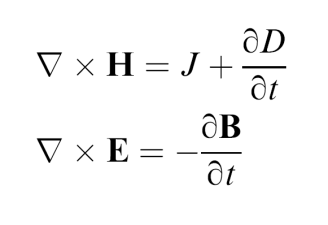 ∇ × H = J + ∂D/∂t
∇ × E = −∂B/∂t